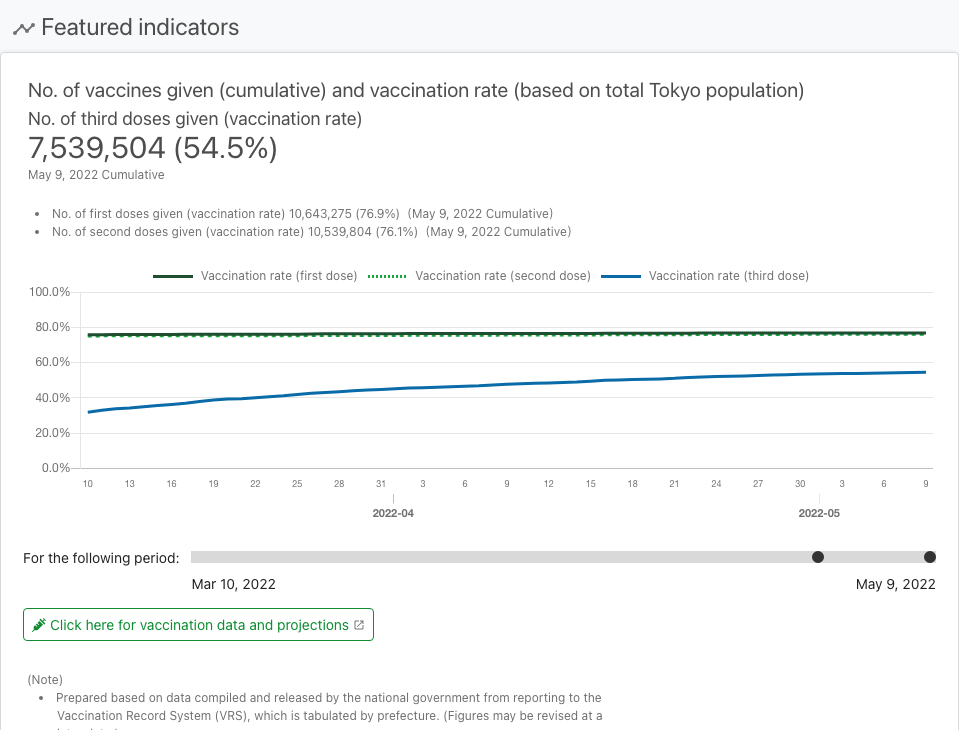 Featured indicators
No. of vaccines given (cumulative) and vaccination rate (based on total Tokyo population)
No. of third doses given (vaccination rate)
7,539,504 (54.5%)
May 9, 2022 Cumulative
No. of first doses given (vaccination rate) 10,643,275 (76.9%) (May 9, 2022 Cumulative)
No. of second doses given (vaccination rate) 10,539,804 (76.1%) (May 9, 2022 Cumulative)
Vaccination rate (first dose) Vaccination rate (second dose) Vaccination rate (third dose)
100.0%
80.0%
60.0%
40.0%
20.0%
0.0%
10 13 16 19 22 25 28 31 3 6 9 12 15 18 21 24 27 30 3 6 9
2022-04 2022-05
For the following period:
Mar 10, 2022 May 9, 2022
Click here for vaccination data and projections
(Note)
Prepared based on data compiled and released by the national government from reporting to the
Vaccination Record System (VRS), which is tabulated by prefecture. (Figures may be revised at a